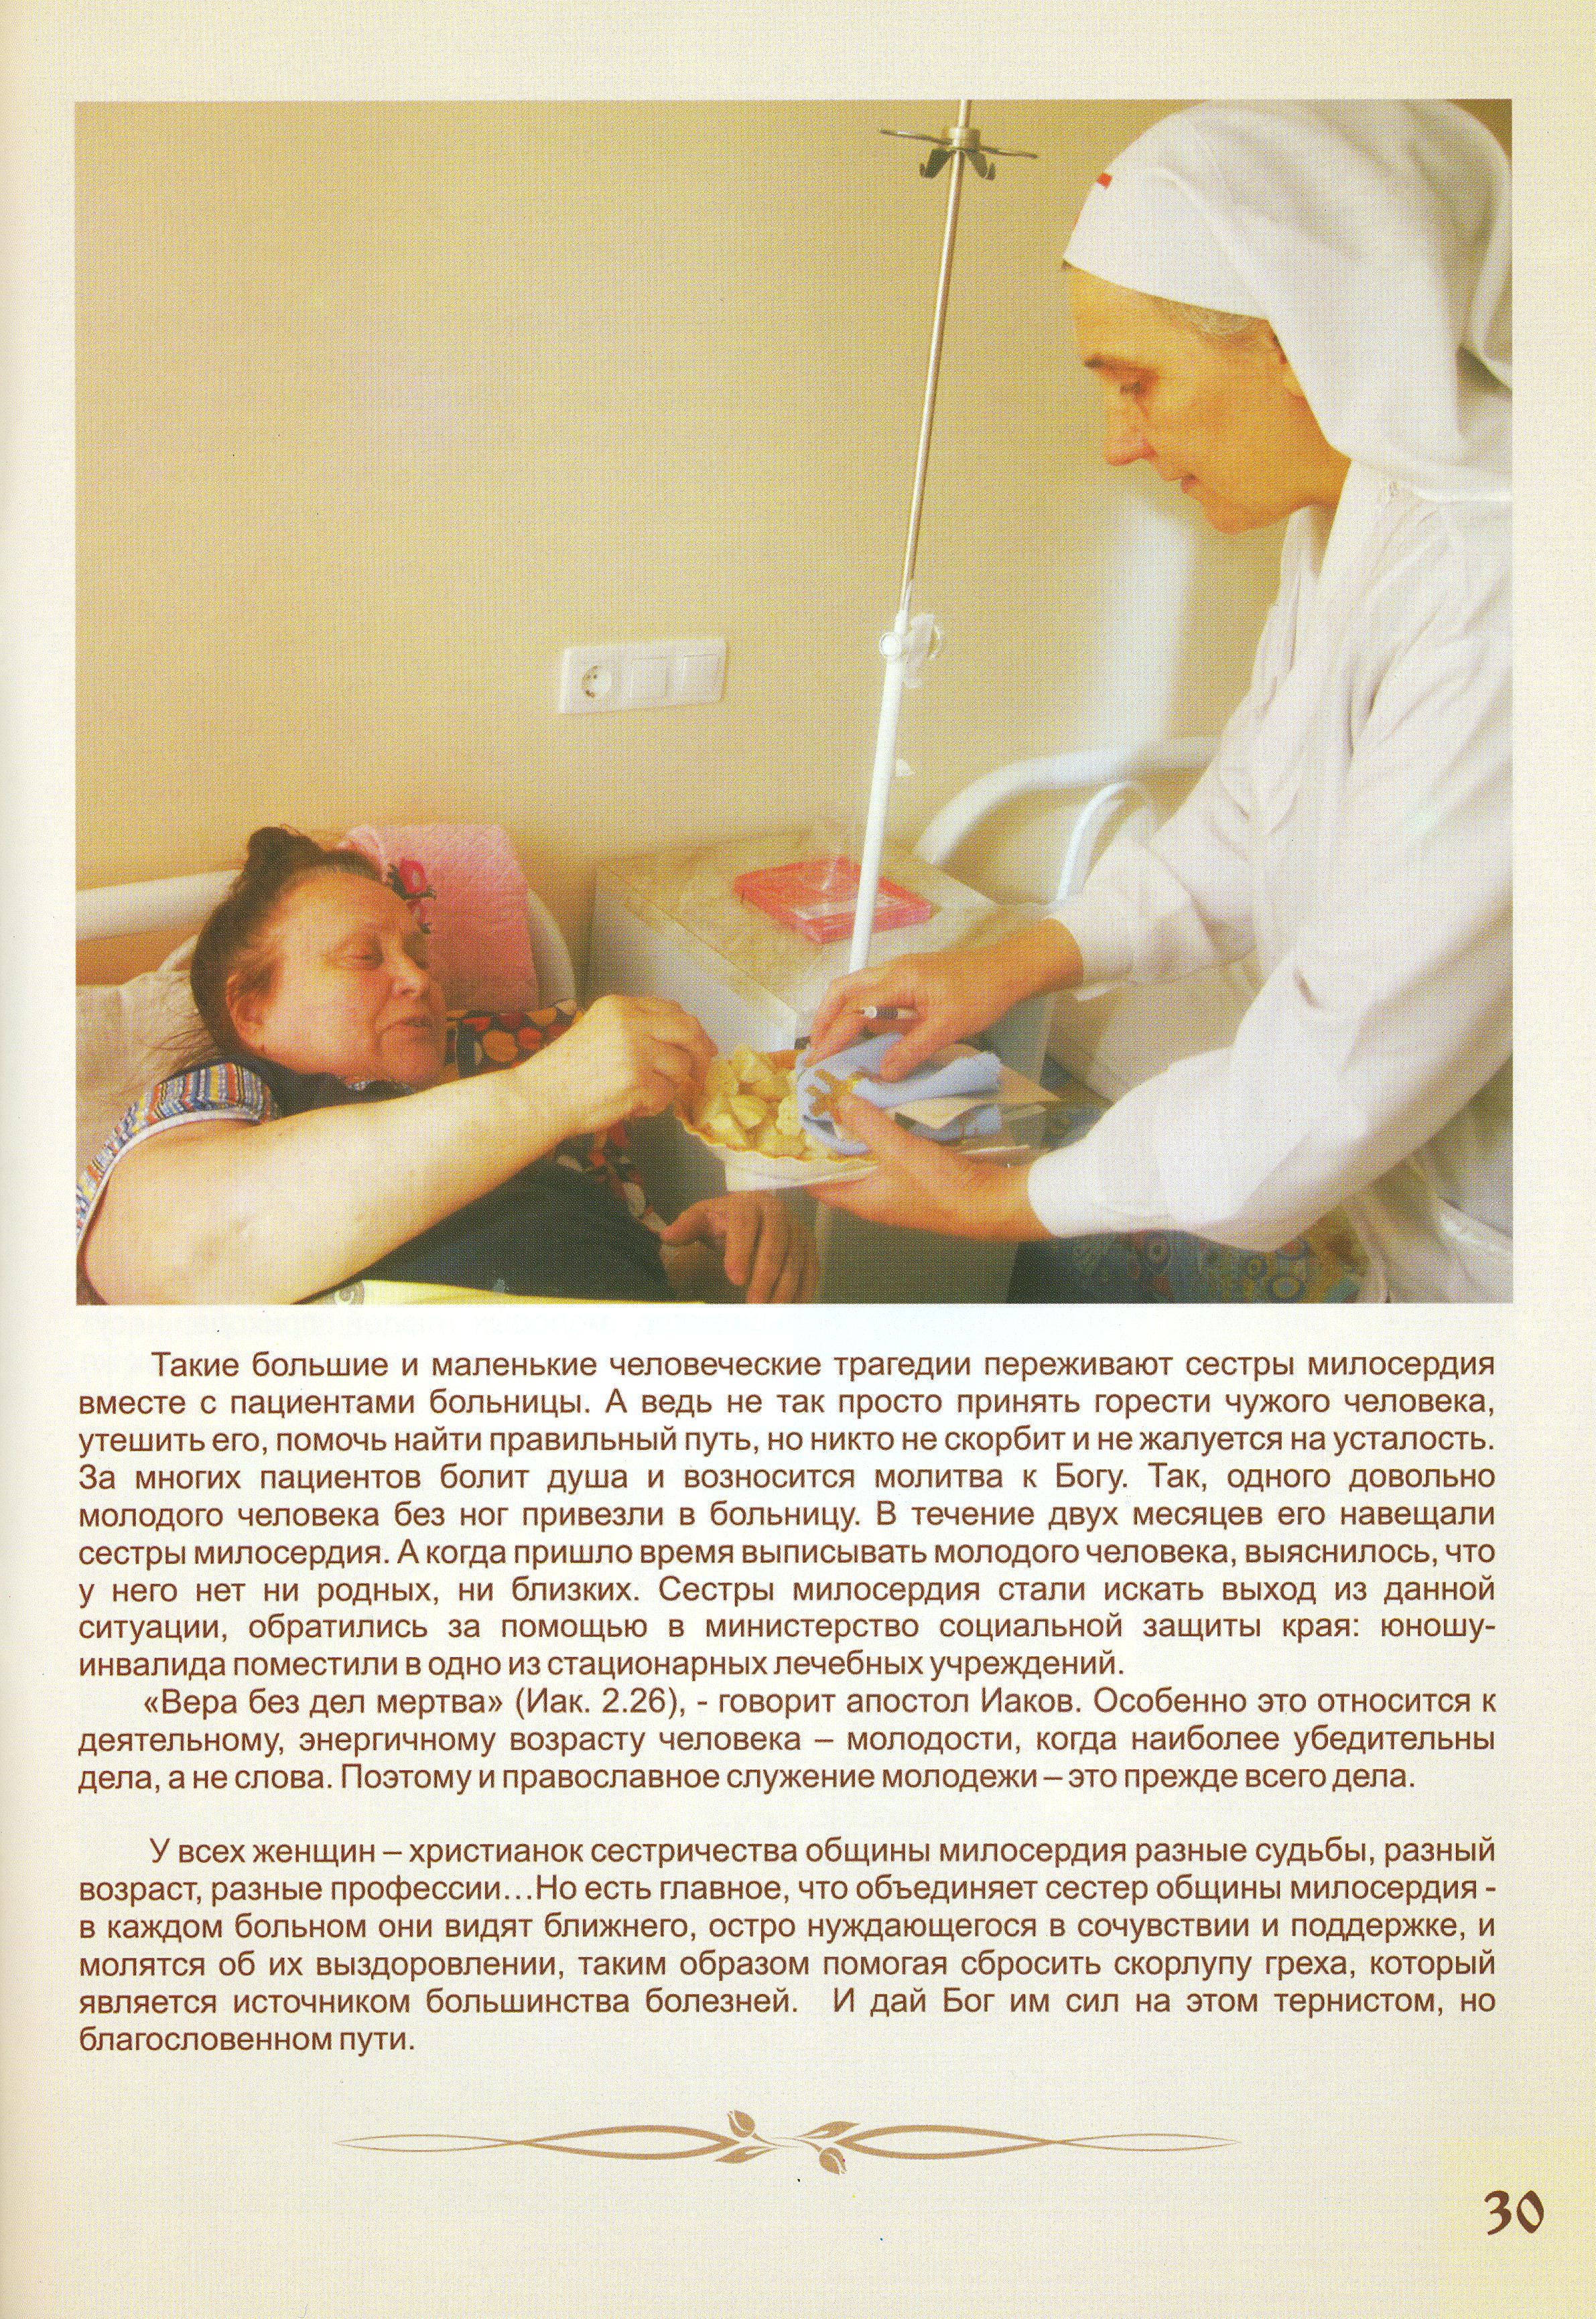 Такие большие и маленькие человеческие трагедии переживают сестры милосердия
вместе с пациентами больницы. А ведь не так просто принять горести чужого человека,
утешить его, помочь найти правильный путь, но никто не скорбит и не жалуется на усталость.
За многих пациентов болит душа и возносится молитва к Богу. Так, одного довольно
молодого человека без ног привезли в больницу. В течение двух месяцев его навещали
сестры милосердия. А когда пришло время выписывать молодого человека, выяснилось, что
у него нет ни родных, ни близких. Сестры милосердия стали искать выход из данной
ситуации, обратились за помощью в министерство социальной защиты края: юношу-
инвалида поместили в одно из стационарных лечебных учреждений.
«Вера без дел мертва» (Иак. 2.26), - говорит апостол Иаков. Особенно это относится к
деятельному, энергичному возрасту человека – молодости, когда наиболее убедительны
дела, а не слова. Поэтому и православное служение молодежи – это прежде всего дела.
У всех женщин – христианок сестричества общины милосердия разные судьбы, разный
возраст, разные профессии…Но есть главное, что объединяет сестер общины милосердия -
в каждом больном они видят ближнего, остро нуждающегося в сочувствии и поддержке, и
молятся об их выздоровлении, таким образом помогая сбросить скорлупу греха, который
является источником большинства болезней. И дай Бог им сил на этом тернистом, но
благословенном пути.
30